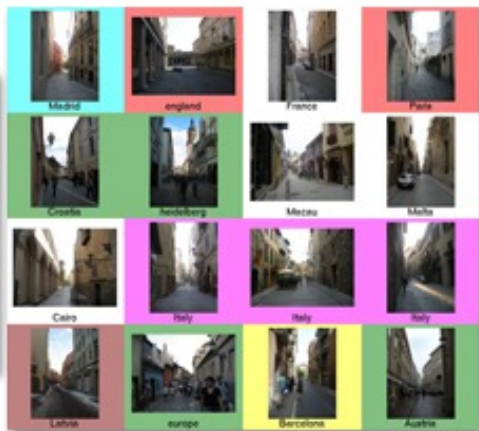 Madrid
england
France
Paris
Croatia
heidelberg
Macau
Malta
Cairo
Italy
Italy
Italy
Latvia
europe
Barcelona
Austria